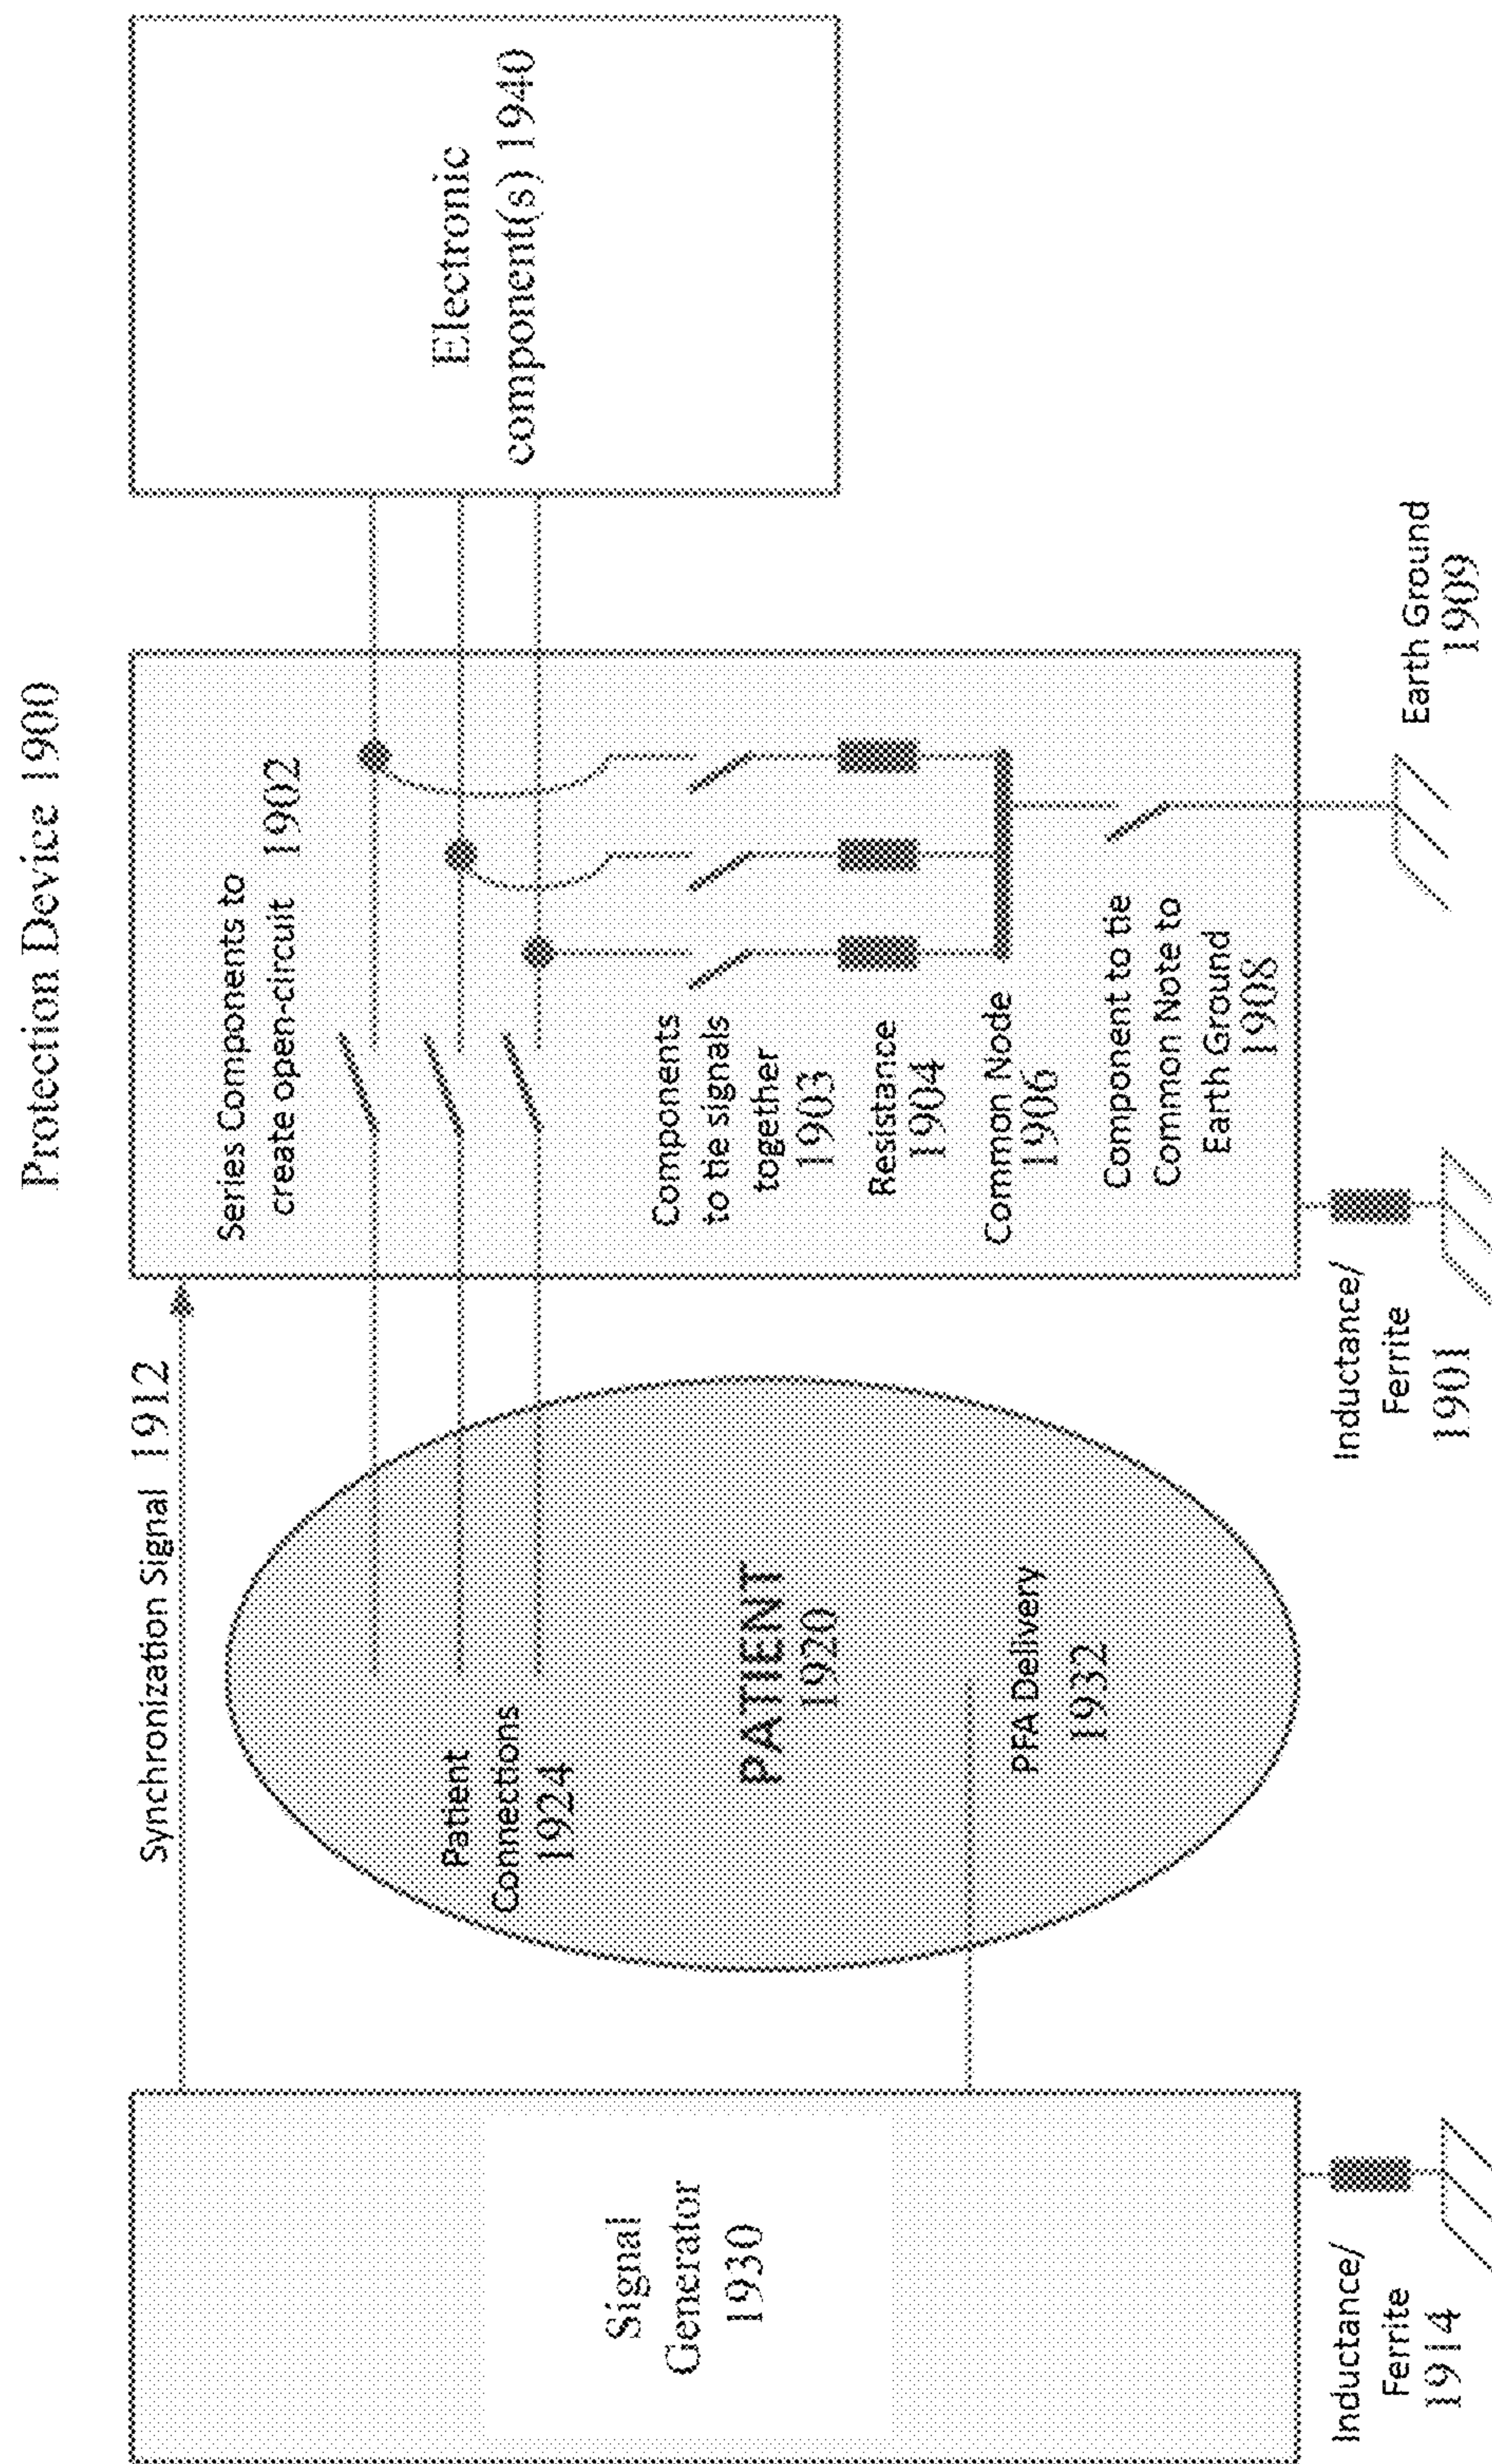 Protection Device 1900
Synchronization Signal 1912
Signal
Generator
1930
Inductance/
Ferrite
1914
Patient
Connections
1924
PATIENT
1920
PFA Delivery
1932
Series Components to
create open-circuit 1902
Components
to tie signals
together
1903
Resistance
1904
Common Node
1906
Component to tie
Common Note to
Earth Ground
1908
Inductance/
Ferrite
1901
Earth Ground
1909
Electronic
component(s) 1940